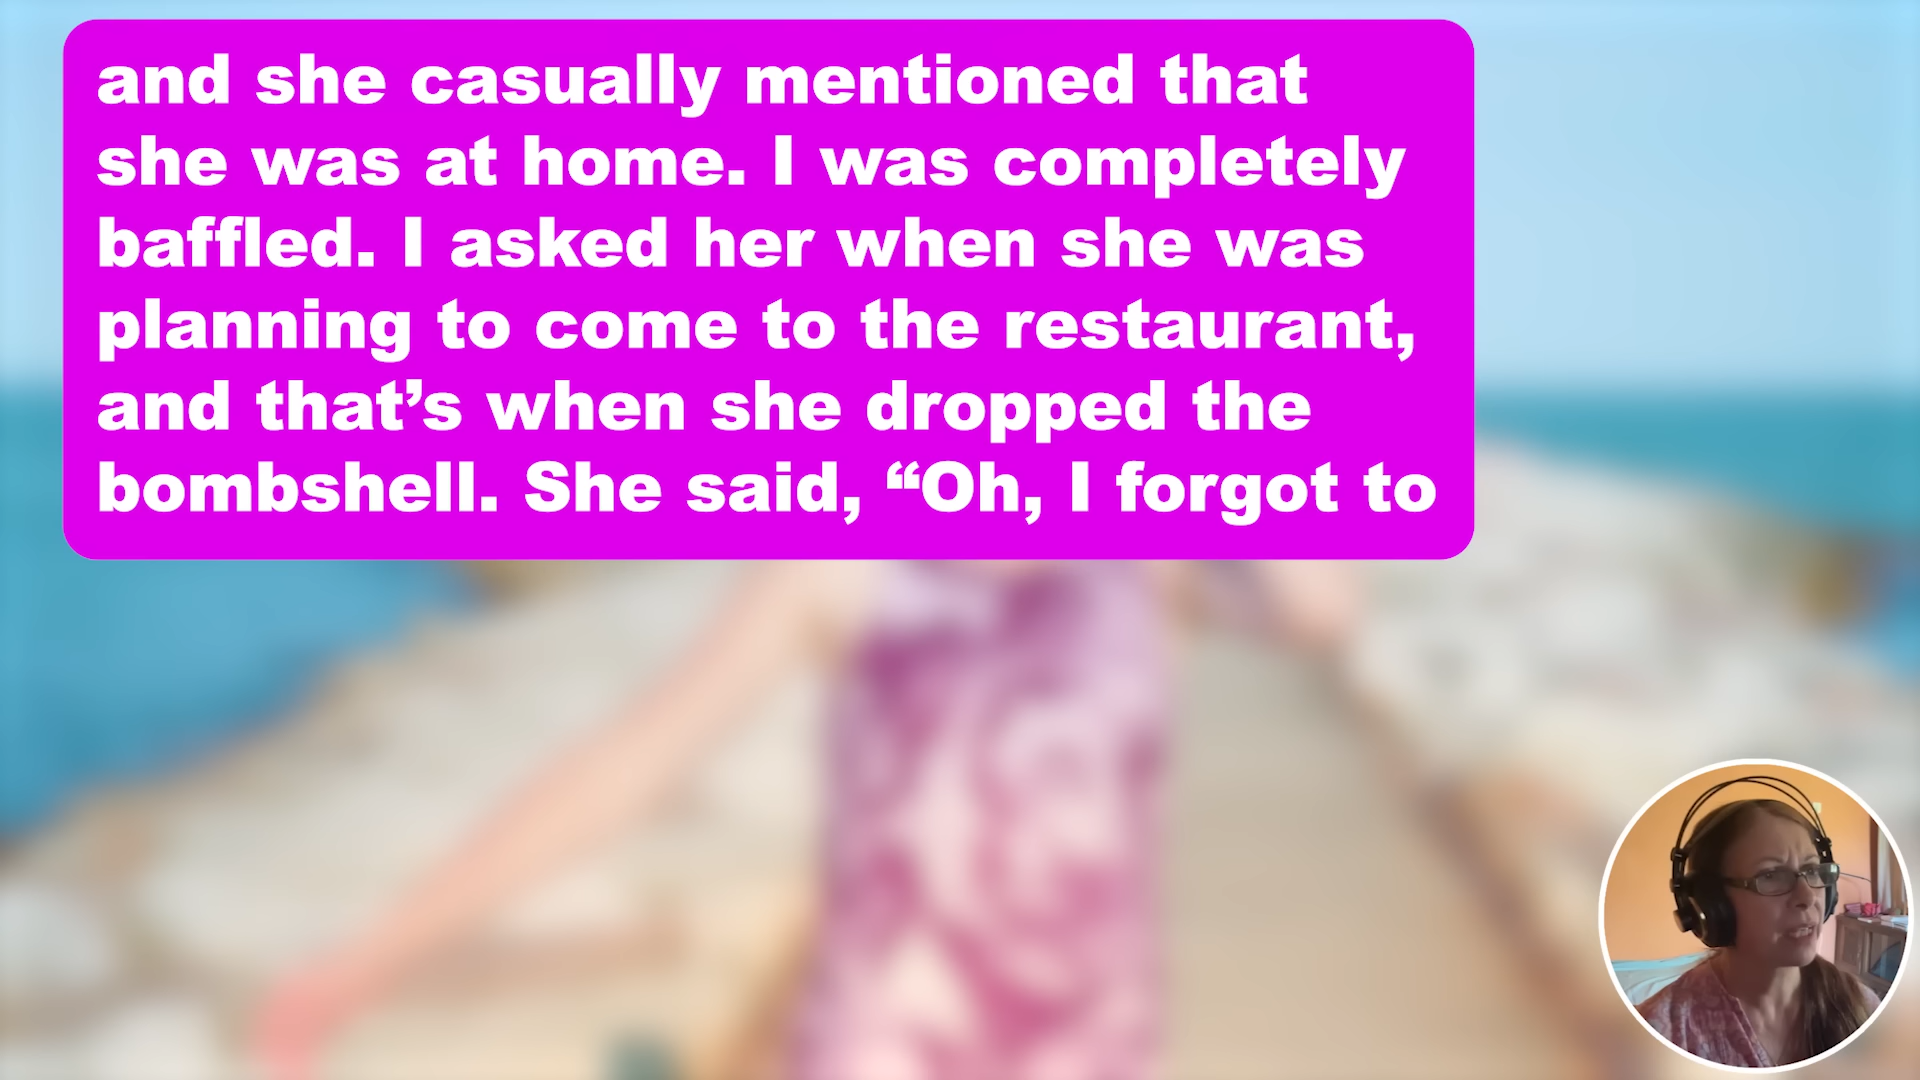 and she casually mentioned that
she was at home. I was completely
baffled. I asked her when she was
planning to come to the restaurant,
and that’s when she dropped the
bombshell. She said, “Oh, I forgot to